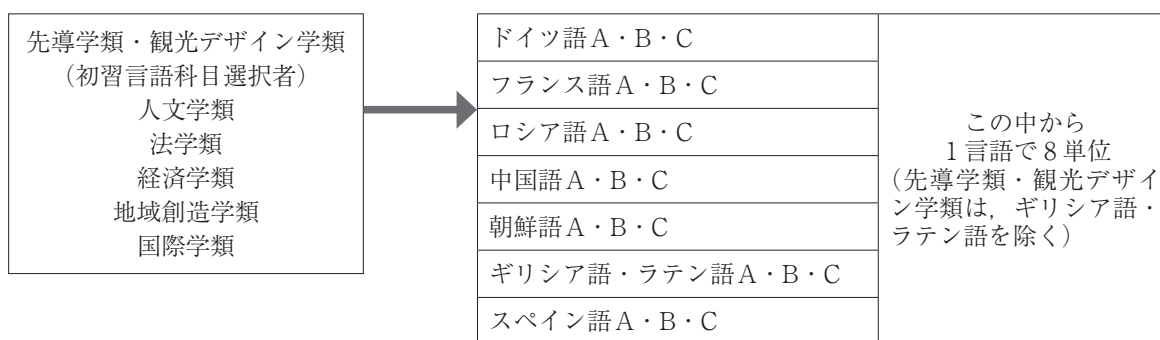 先導学類・観光デザイン学類
（初習言語科目選択者）
人文学類
法学類
経済学類
地域創造学類
国際学類
ドイツ語Ａ・Ｂ・Ｃ
フランス語Ａ・Ｂ・Ｃ
ロシア語Ａ・Ｂ・Ｃ
中国語Ａ・Ｂ・Ｃ
朝鮮語Ａ・Ｂ・Ｃ
ギリシア語・ラテン語Ａ・Ｂ・Ｃ
スペイン語Ａ・Ｂ・Ｃ
この中から
１言語で８単位
（先導学類・観光デザイ
ン学類は，ギリシア語・
ラテン語を除く）